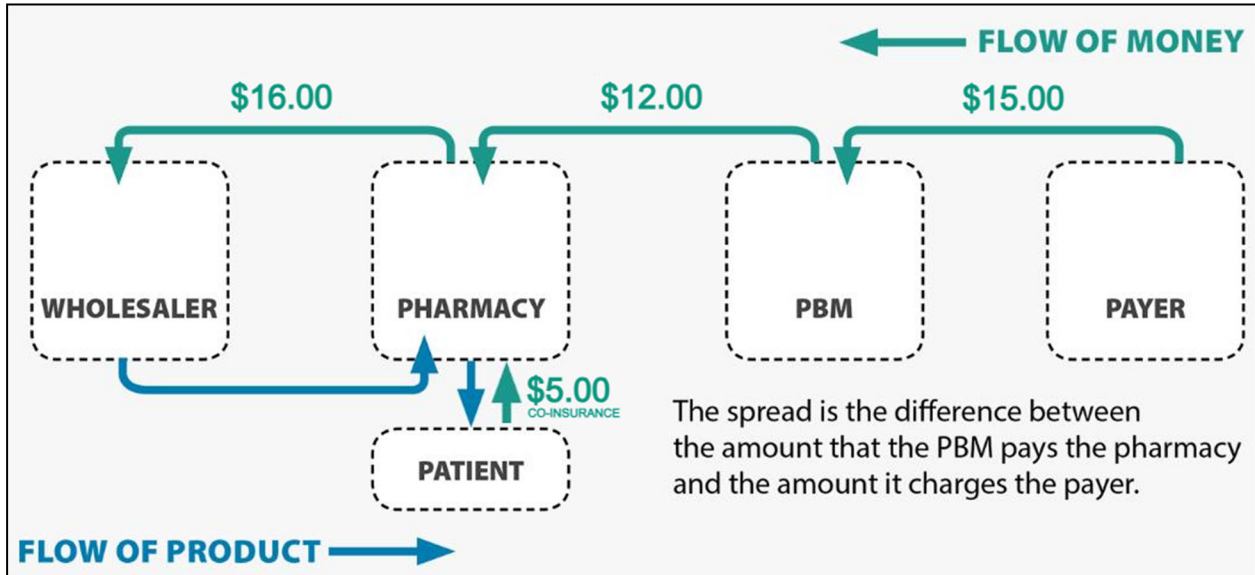 FLOW OF MONEY
$16.00
$12.00
$15.00
WHOLESALER
PHARMACY
PBM
PAYER
$5.00
CO-INSURANCE
PATIENT
The spread is the difference between
the amount that the PBM pays the pharmacy
and the amount it charges the payer.
FLOW OF PRODUCT